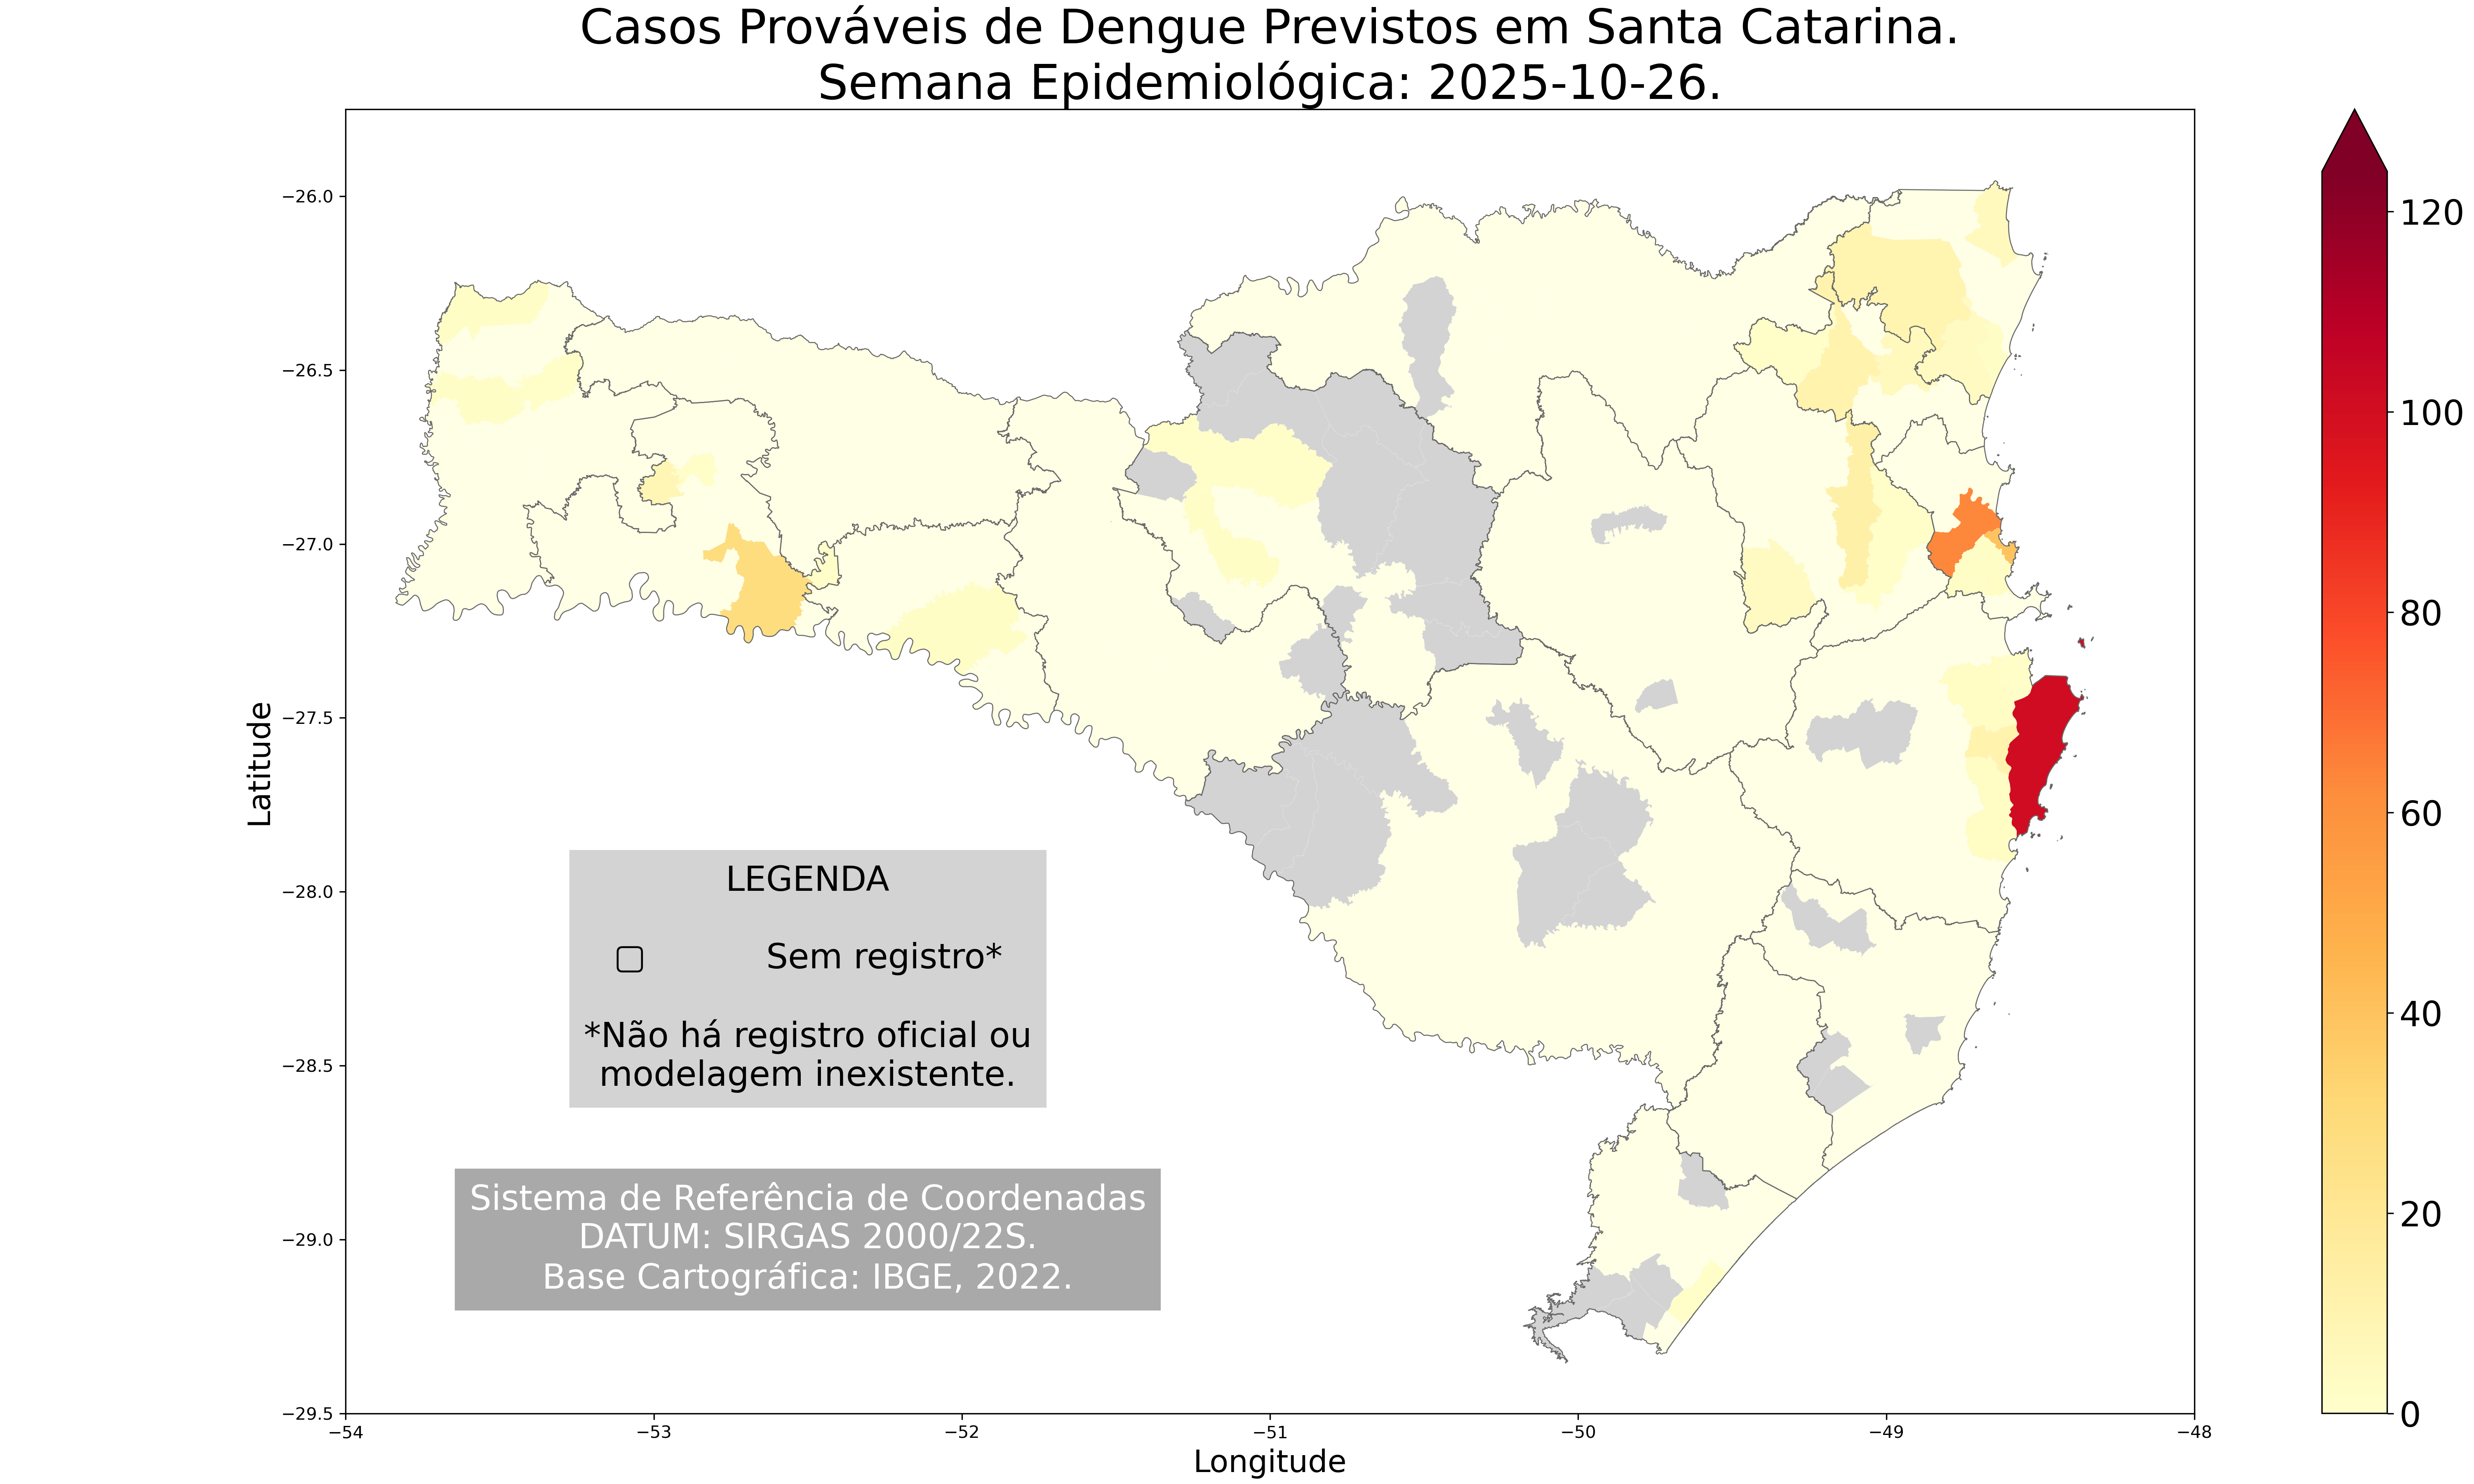 Casos Prováveis de Dengue Previstos em Santa Catarina.
Semana Epidemiológica: 2025-10-26.
Latitude
−26.0
−26.5
−27.0
−27.5
−28.0
−28.5
−29.0
−29.5
LEGENDA
Sem registro*
*Não há registro oficial ou
modelagem inexistente.
Sistema de Referência de Coordenadas
DATUM: SIRGAS 2000/22S.
Base Cartográfica: IBGE, 2022.
−54 −53 −52 −51 −50 −49 −48
Longitude
120
100
80
60
40
20
0